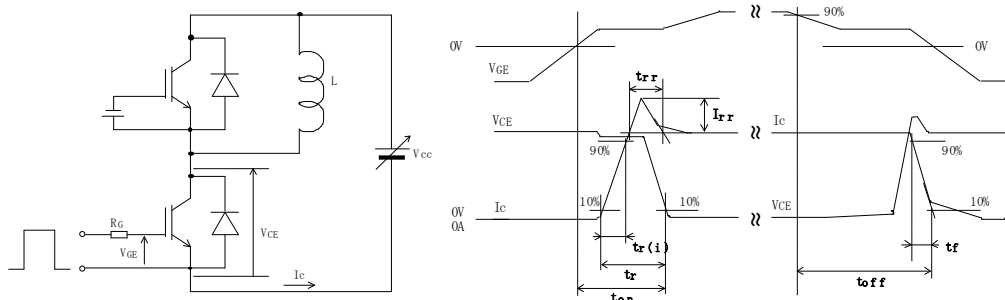 L
Vcc
RG
VGE
VCE
Ic
0V
VGE
VCE
0V
0A
Ic
90%
10%
trr
Irr
10%
tr(i)
tr
ton
90%
0V
Ic
90%
VCE
10%
tf
toff